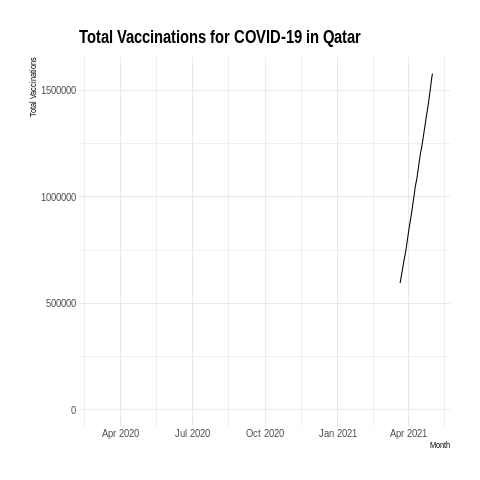 Total Vaccinations for COVID-19 in Qatar
Total Vaccinations
1500000
1000000
500000
0
Apr 2020 Jul 2020 Oct 2020 Jan 2021 Apr 2021
Month